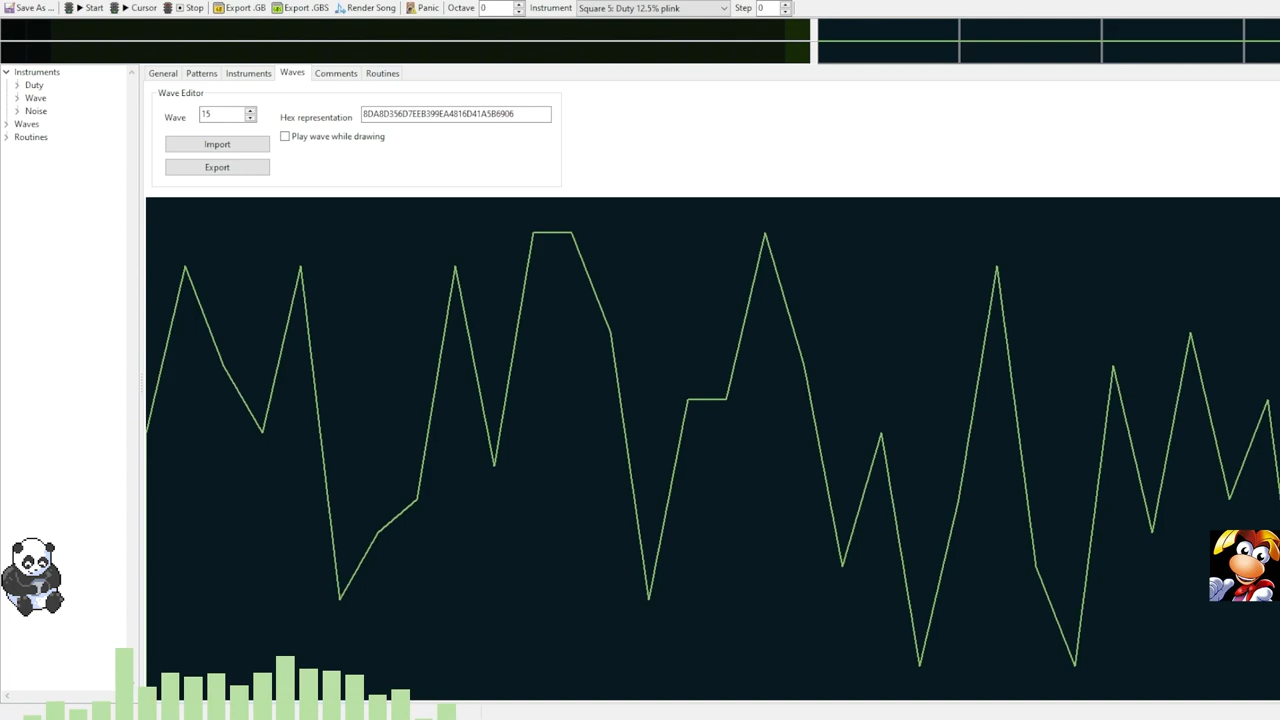 Save As ... Start Cursor Stop Export .GB Export .GBS Render Song Panic Octave 0 Instrument Square 5: Duty 12.5% plink Step 0
Instruments
Duty
Wave
Noise
Waves
Routines
General Patterns Instruments Waves Comments Routines
Wave Editor
Wave 15 Hex representation 8DA8D356D7EEB399EA4816D41A5B6906
Play wave while drawing
Import
Export